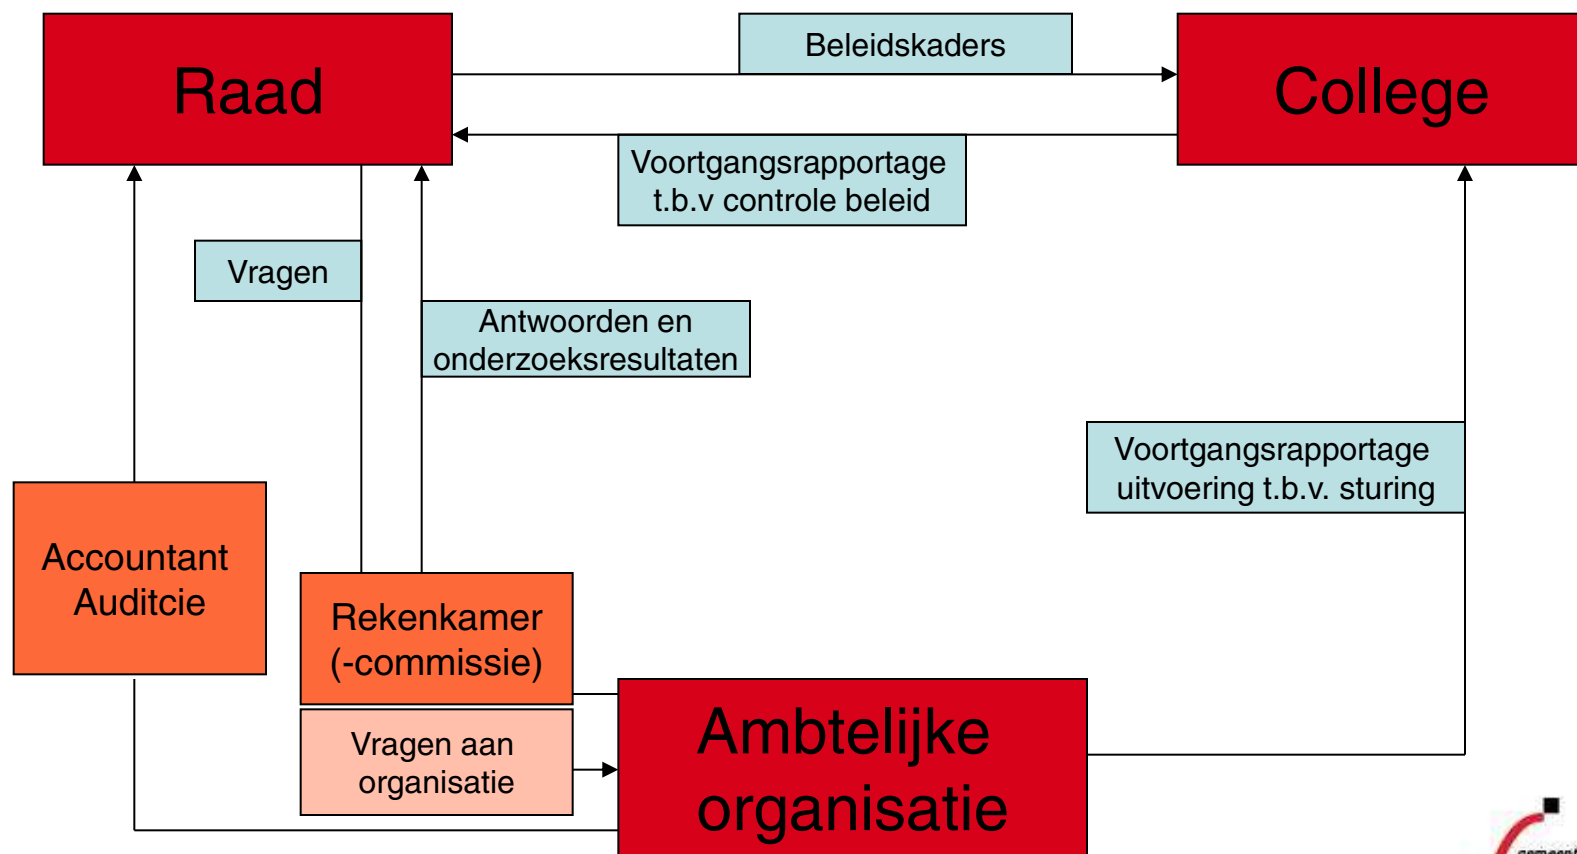 Raad
Beleidskaders
College
Voortgangsrapportage
t.b.v controle beleid
Vragen
Antwoorden en
onderzoeksresultaten
Voortgangsrapportage
uitvoering t.b.v. sturing
Accountant
Auditcie
Rekenkamer
(-commissie)
Vragen aan
organisatie
Ambtelijke
organisatie